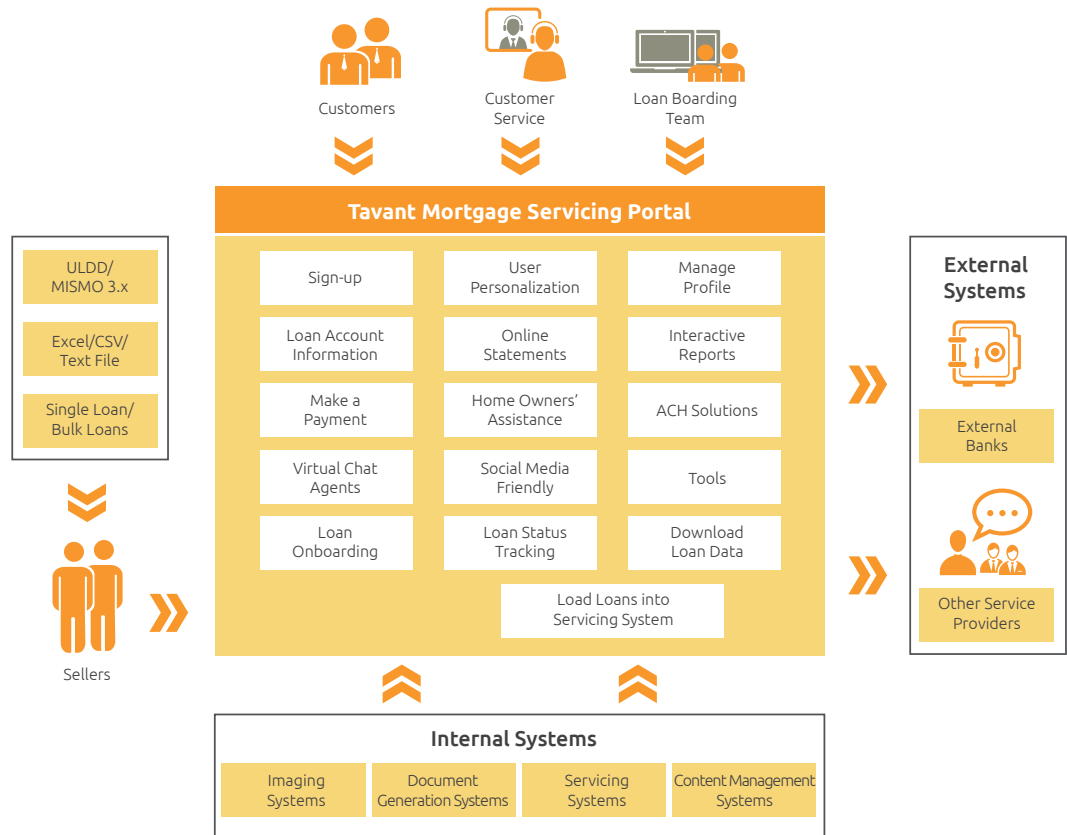 Customers
Customer
Service
Loan Boarding
Team
Tavant Mortgage Servicing Portal
ULDD/
MISMO 3.x
Excel/CSV/
Text File
Single Loan/
Bulk Loans
Sellers
Sign-up
User
Personalization
Manage
Profile
Loan Account
Information
Online
Statements
Interactive
Reports
Make a
Payment
Home Owners’
Assistance
ACH Solutions
Virtual Chat
Agents
Social Media
Friendly
Tools
Loan
Onboarding
Loan Status
Tracking
Download
Loan Data
Load Loans into
Servicing System
External
Systems
External
Banks
Other Service
Providers
Internal Systems
Imaging
Systems
Document
Generation Systems
Servicing
Systems
Content Management
Systems